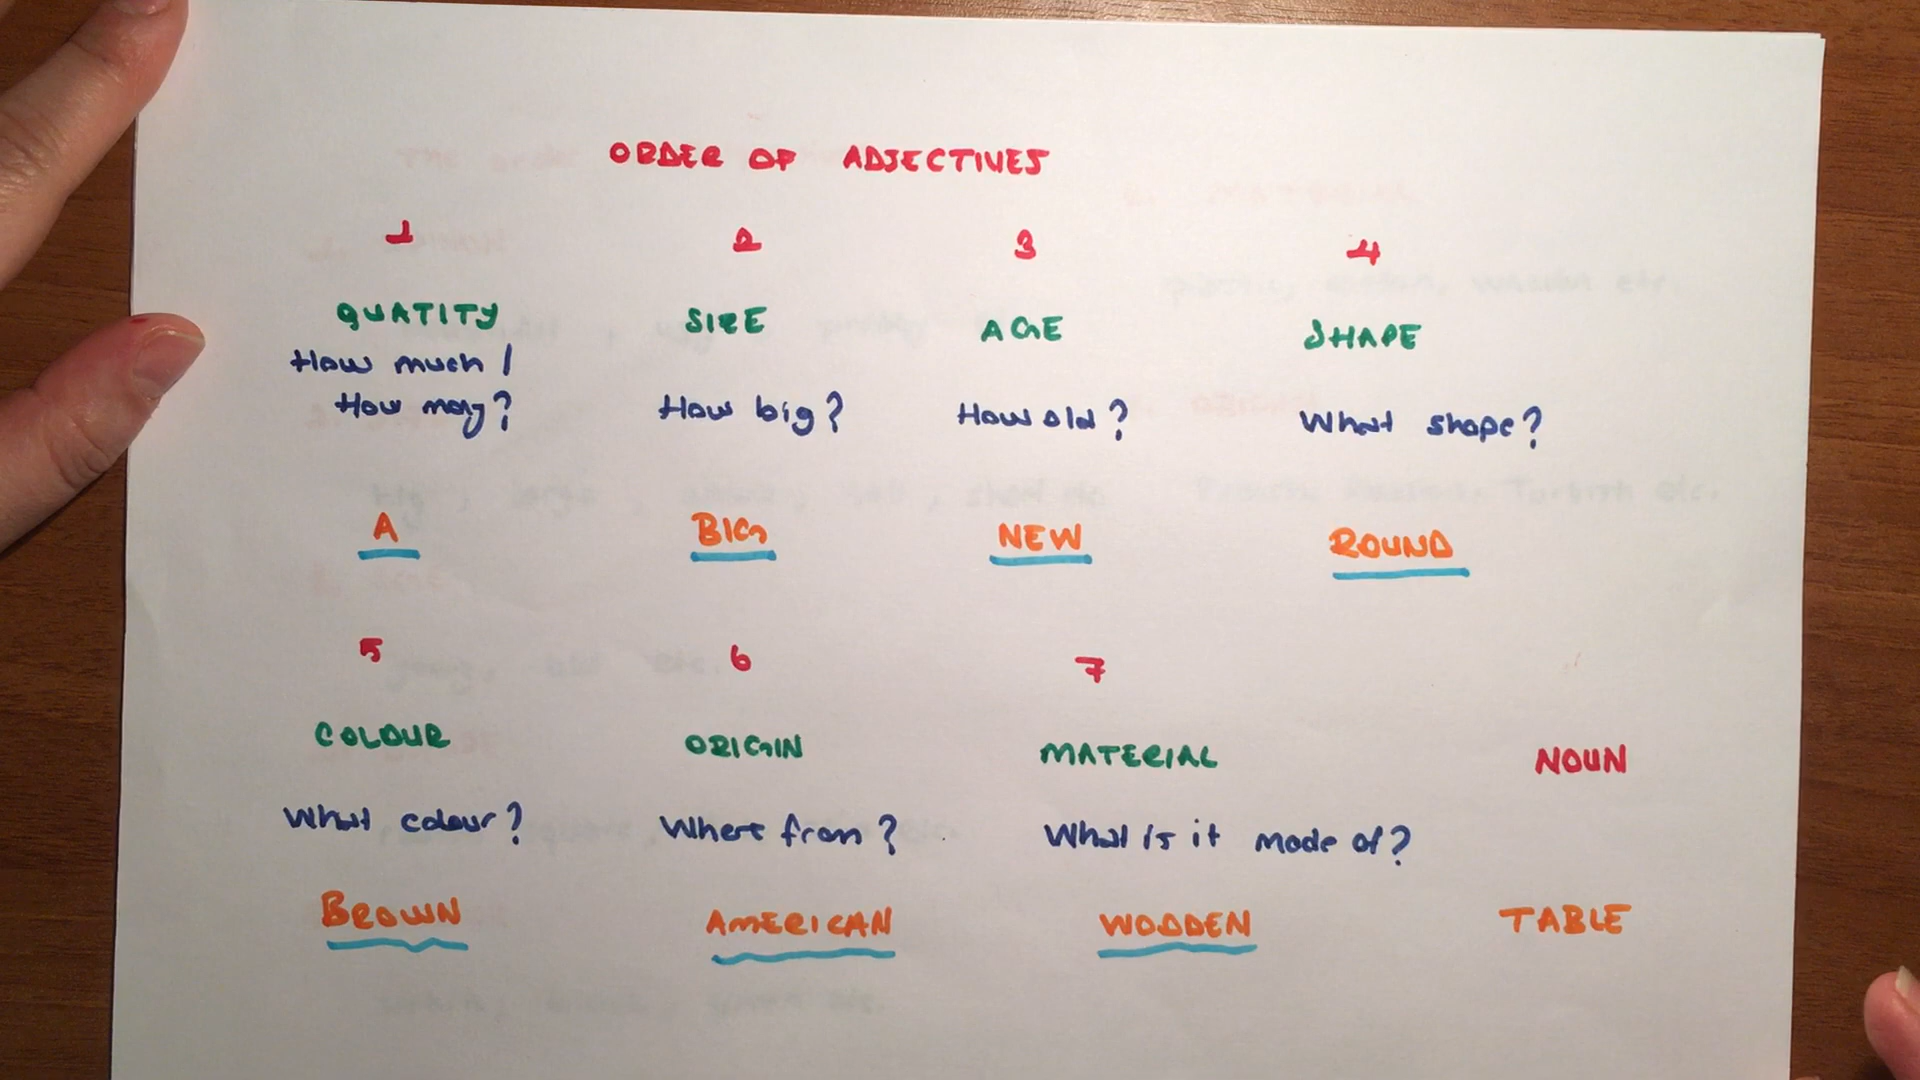 ORDER OF ADJECTIVES
1 2 3 4
QUATITY SIZE AGE SHAPE
How much /
How many? How big? How old? What shape?
A BIG NEW ROUND
5 6 7
COLOUR ORIGIN MATERIAL NOUN
What colour? Where from? What is it made of?
BROWN AMERICAN WOODEN TABLE